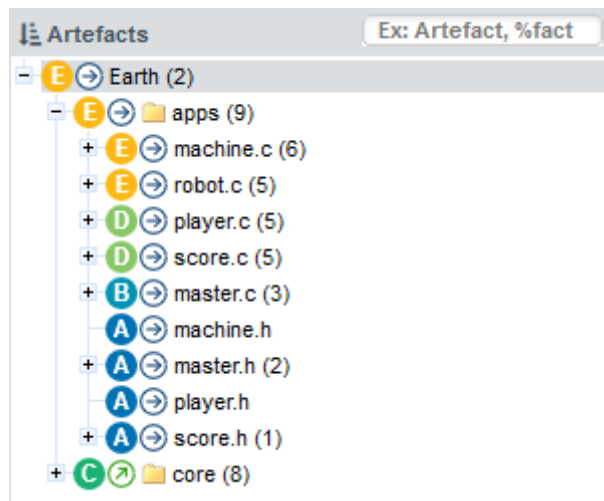 Artefacts Ex: Artefact, %fact
E Earth (2)
E apps (9)
E machine.c (6)
E robot.c (5)
D player.c (5)
D score.c (5)
B master.c (3)
A machine.h
A master.h (2)
A player.h
A score.h (1)
C core (8)